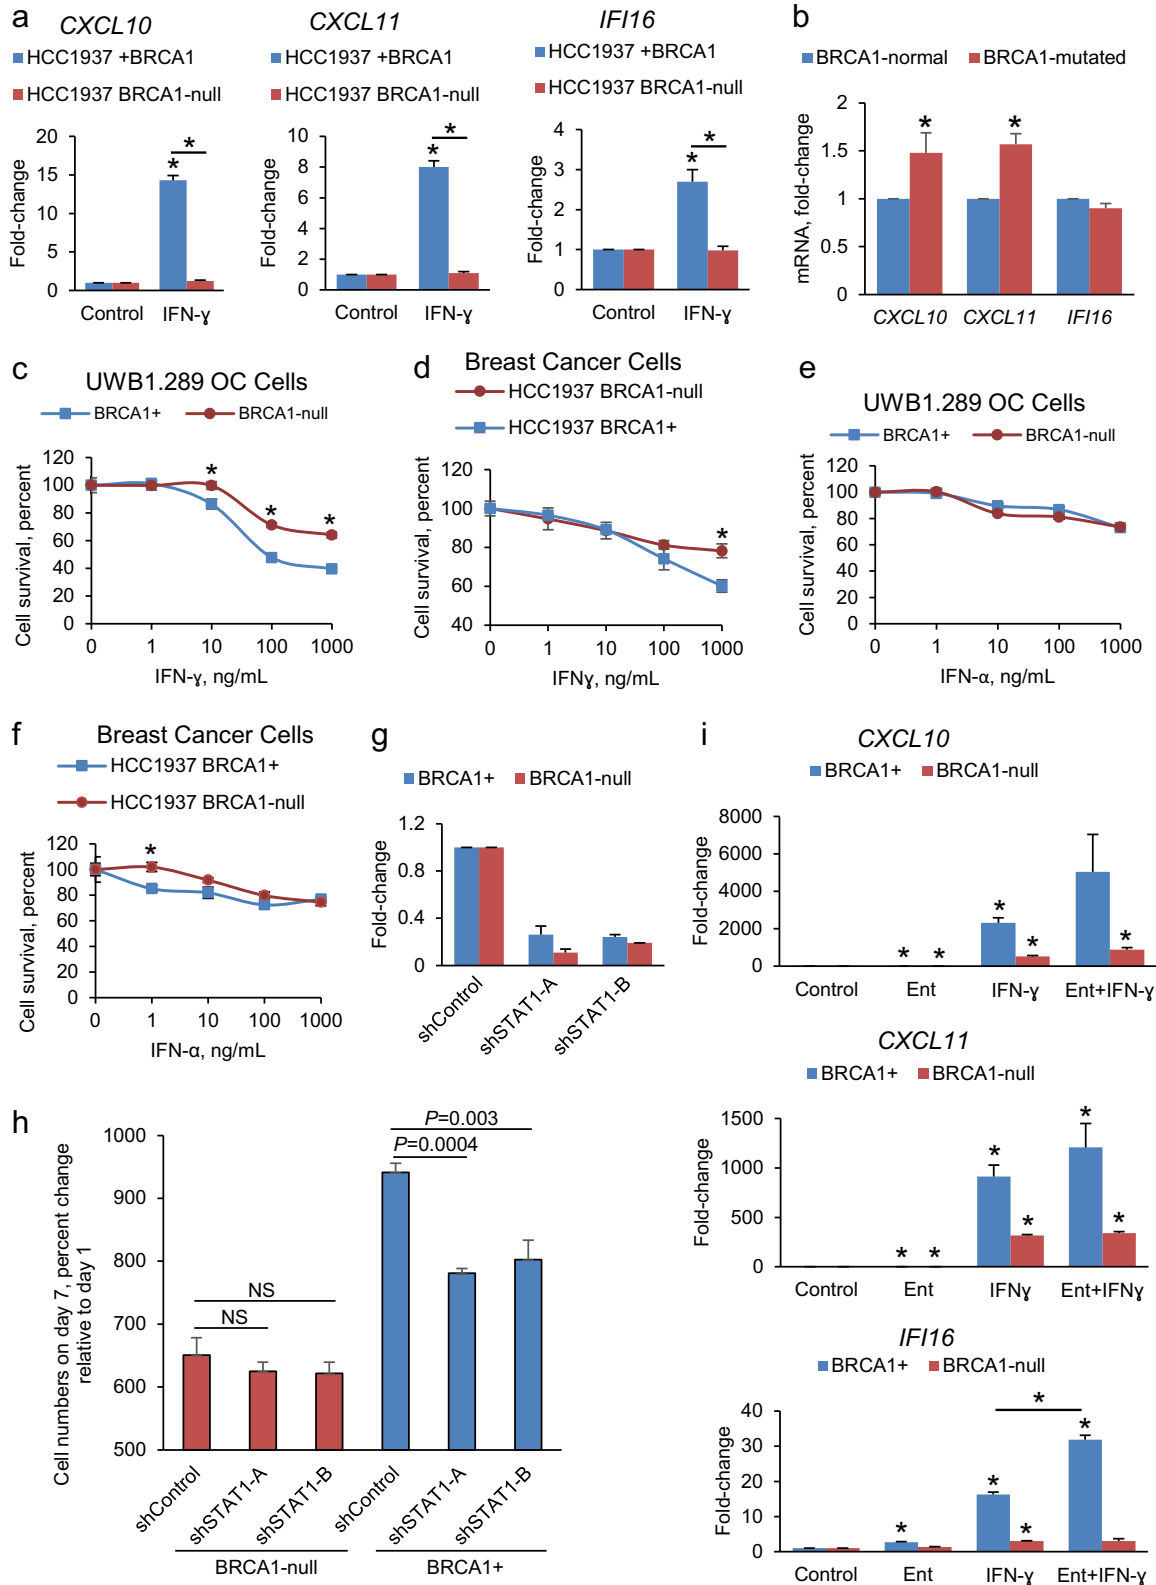 a
CXCL10
HCC1937 +BRCA1
HCC1937 BRCA1-null
Fold-change
20
15
10
5
0
Control
IFN-ɣ
*
*
CXCL11
HCC1937 +BRCA1
HCC1937 BRCA1-null
Fold-change
10
8
6
4
2
0
Control
IFN-ɣ
*
*
IFI16
HCC1937 +BRCA1
HCC1937 BRCA1-null
Fold-change
4
3
2
1
0
Control
IFN-ɣ
*
*
b
BRCA1-normal
BRCA1-mutated
mRNA, fold-change
2
1.5
1
0.5
0
CXCL10
CXCL11
IFI16
*
*
c
UWB1.289 OC Cells
BRCA1+
BRCA1-null
Cell survival, percent
120
100
80
60
40
20
0
0 1 10 100 1000
IFN-ɣ, ng/mL
*
*
*
d
Breast Cancer Cells
HCC1937 BRCA1-null
HCC1937 BRCA1+
Cell survival, percent
120
100
80
60
40
0 1 10 100 1000
IFNɣ, ng/mL
*
e
UWB1.289 OC Cells
BRCA1+
BRCA1-null
Cell survival, percent
120
100
80
60
40
20
0
0 1 10 100 1000
IFN-α, ng/mL
f
Breast Cancer Cells
HCC1937 BRCA1+
HCC1937 BRCA1-null
Cell survival, percent
120
100
80
60
40
20
0
0 1 10 100 1000
IFN-α, ng/mL
*
g
BRCA1+
BRCA1-null
Fold-change
1.2
0.8
0.4
0
shControl
shSTAT1-A
shSTAT1-B
h
Cell numbers on day 7, percent change
relative to day 1
1000
900
800
700
600
500
NS
NS
P=0.003
P=0.0004
shControl
shSTAT1-A
shSTAT1-B
shControl
shSTAT1-A
shSTAT1-B
BRCA1-null
BRCA1+
i
CXCL10
BRCA1+
BRCA1-null
Fold-change
8000
6000
4000
2000
0
Control
Ent
IFN-ɣ
Ent+IFN-ɣ
* * * * *
CXCL11
BRCA1+
BRCA1-null
Fold-change
1500
1000
500
0
Control
Ent
IFNɣ
Ent+IFNɣ
* * * * * *
IFI16
BRCA1+
BRCA1-null
Fold-change
40
30
20
10
0
Control
Ent
IFN-ɣ
Ent+IFN-ɣ
* * * * *